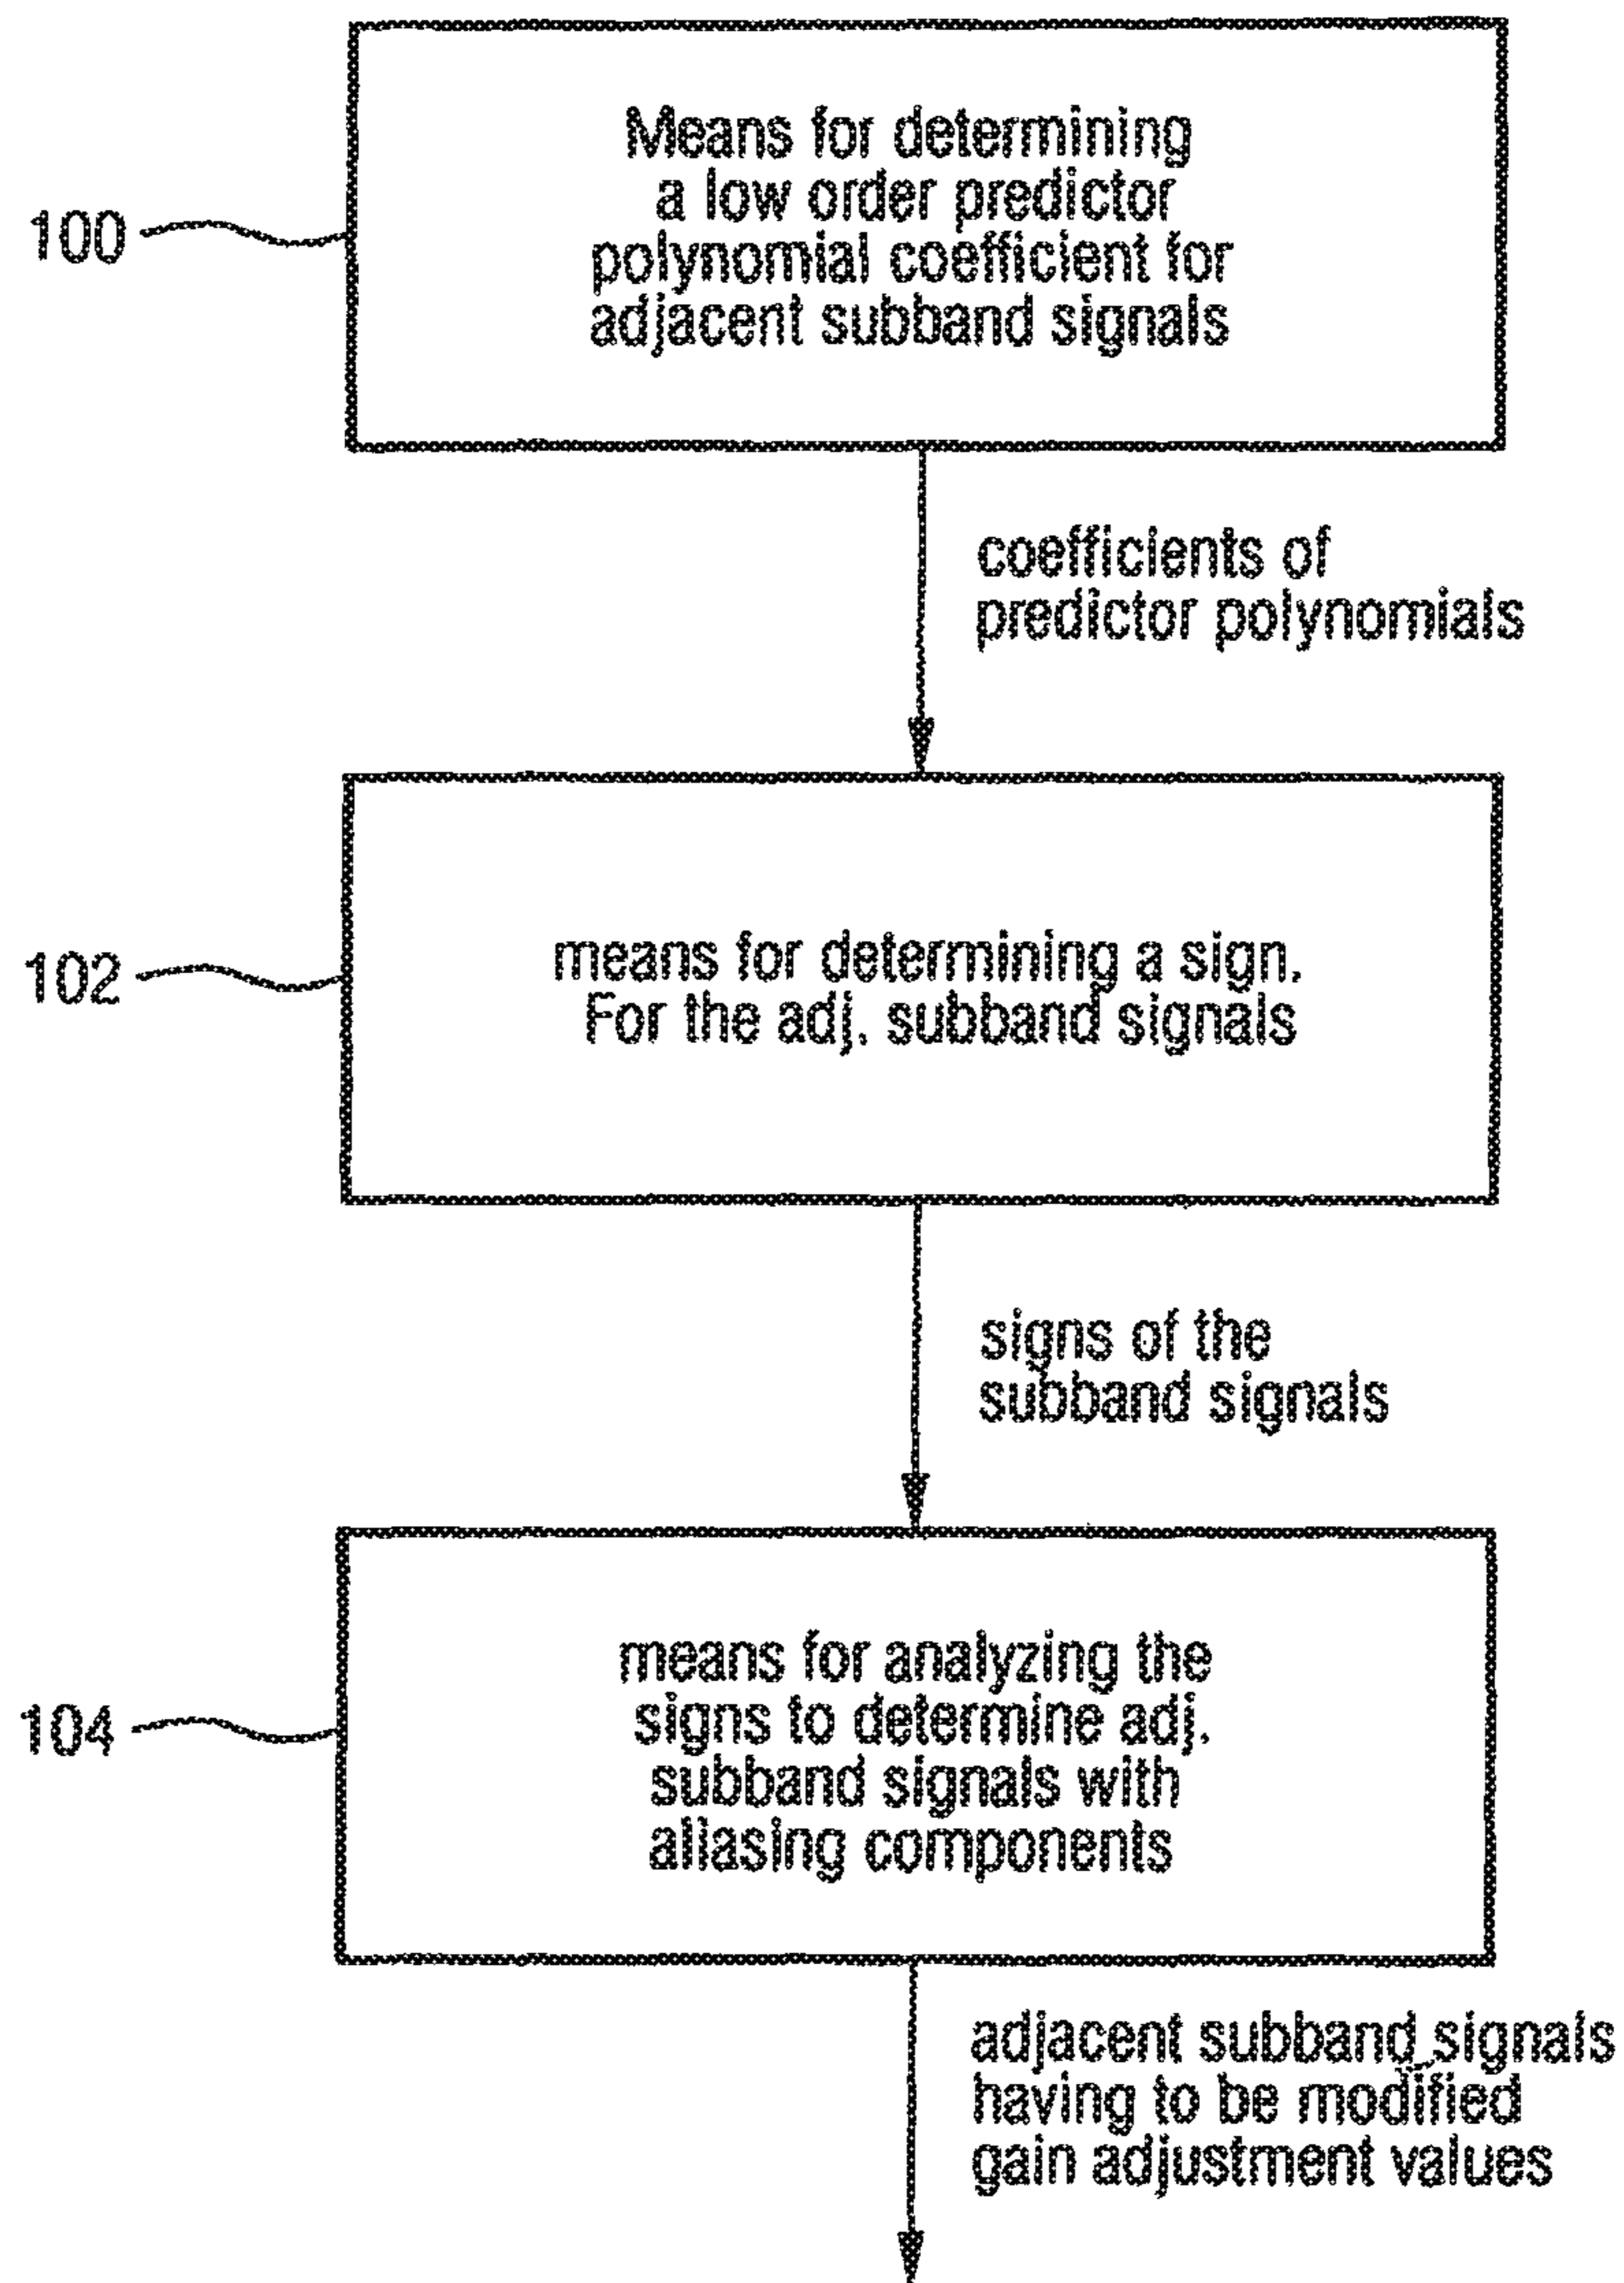 Means for determining
a low order predictor
polynomial coefficient for
adjacent subband signals
100
coefficients of
predictor polynomials
means for determining a sign.
For the adj. subband signals
102
signs of the
subband signals
means for analyzing the
signs to determine adj.
subband signals with
aliasing components
104
adjacent subband signals
having to be modified
gain adjustment values